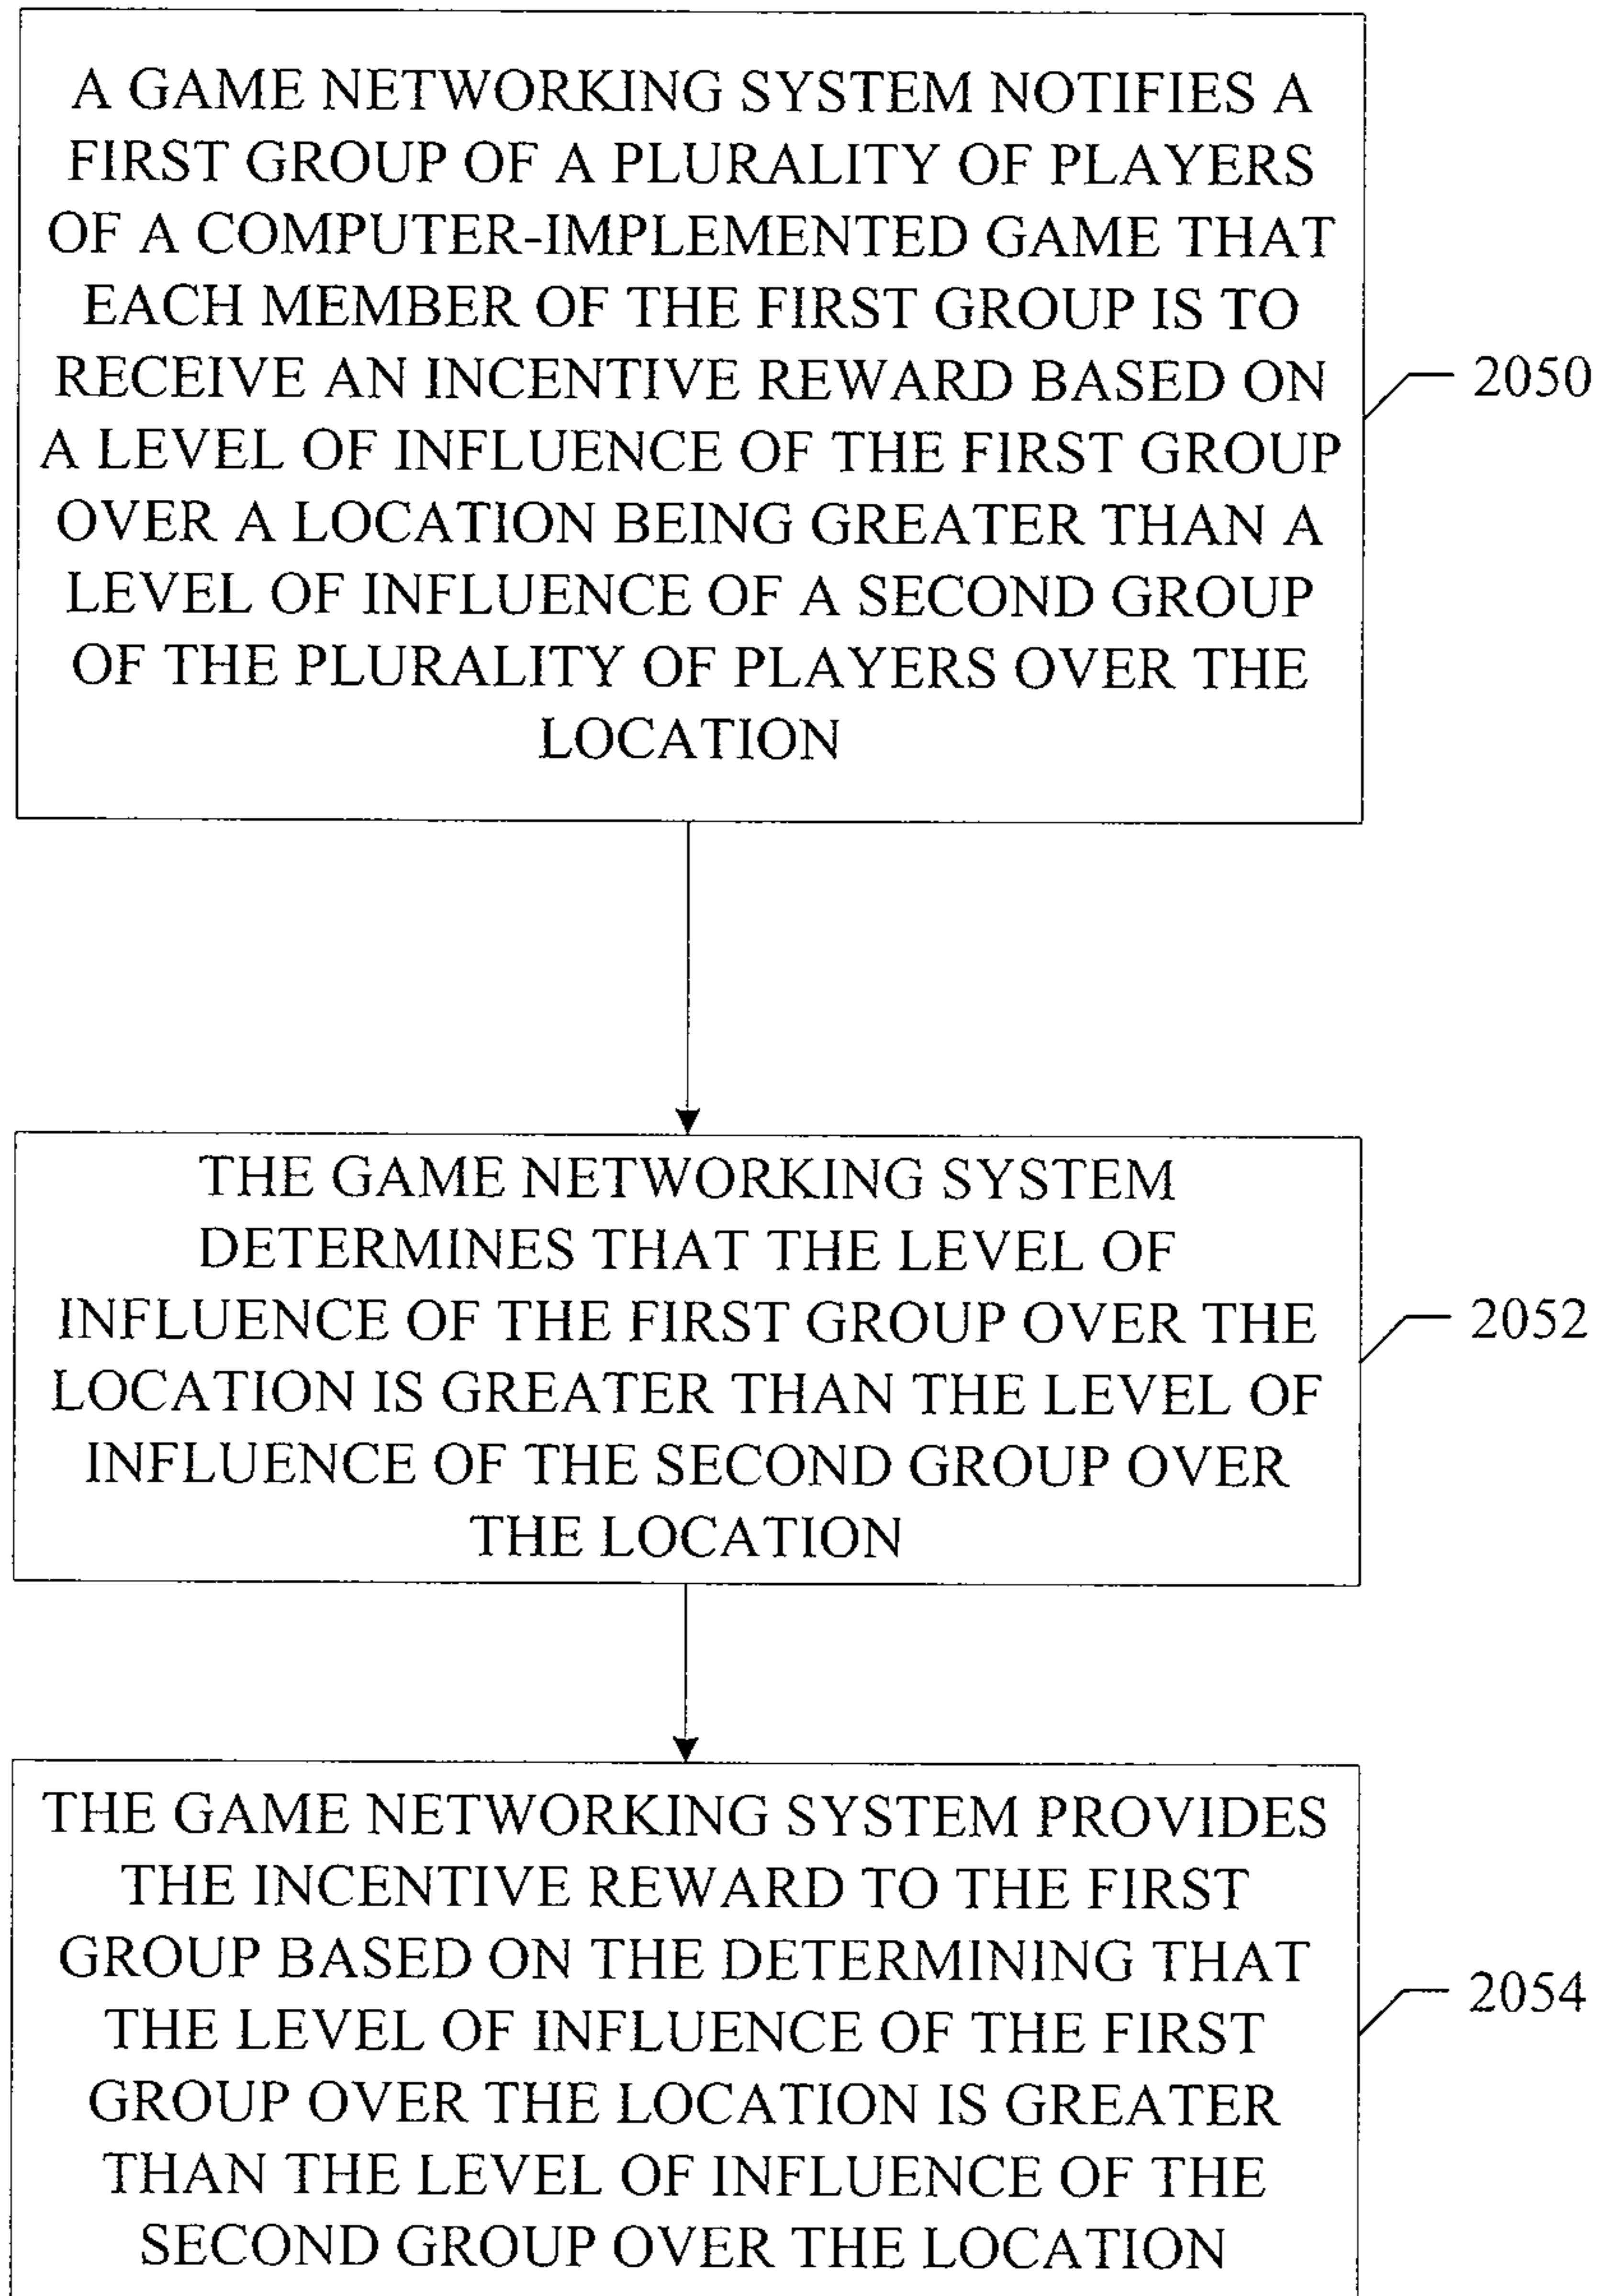 A GAME NETWORKING SYSTEM NOTIFIES A
FIRST GROUP OF A PLURALITY OF PLAYERS
OF A COMPUTER-IMPLEMENTED GAME THAT
EACH MEMBER OF THE FIRST GROUP IS TO
RECEIVE AN INCENTIVE REWARD BASED ON
A LEVEL OF INFLUENCE OF THE FIRST GROUP
OVER A LOCATION BEING GREATER THAN A
LEVEL OF INFLUENCE OF A SECOND GROUP
OF THE PLURALITY OF PLAYERS OVER THE
LOCATION
2050
THE GAME NETWORKING SYSTEM
DETERMINES THAT THE LEVEL OF
INFLUENCE OF THE FIRST GROUP OVER THE
LOCATION IS GREATER THAN THE LEVEL OF
INFLUENCE OF THE SECOND GROUP OVER
THE LOCATION
2052
THE GAME NETWORKING SYSTEM PROVIDES
THE INCENTIVE REWARD TO THE FIRST
GROUP BASED ON THE DETERMINING THAT
THE LEVEL OF INFLUENCE OF THE FIRST
GROUP OVER THE LOCATION IS GREATER
THAN THE LEVEL OF INFLUENCE OF THE
SECOND GROUP OVER THE LOCATION
2054